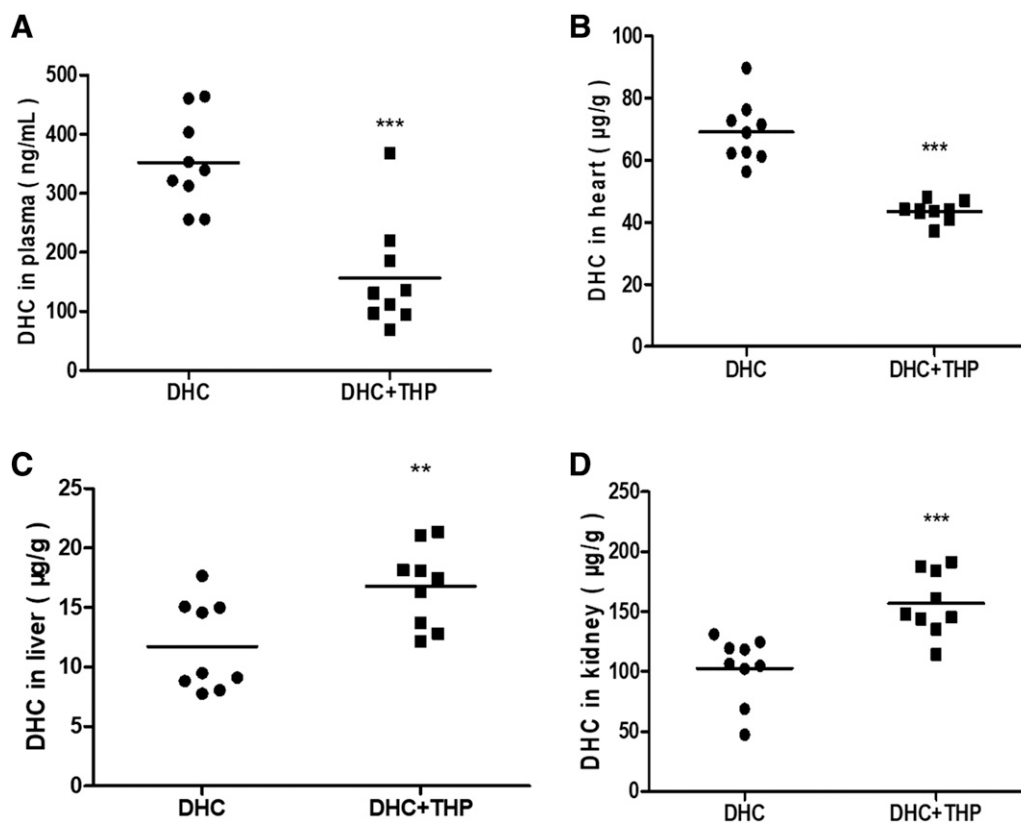 A
DHC in plasma ( ng/mL )
500
400
300
200
100
0
***
DHC
DHC+THP
B
DHC in heart ( µg/g )
100
80
60
40
20
0
***
DHC
DHC+THP
C
DHC in liver ( µg/g )
25
20
15
10
5
0
**
DHC
DHC+THP
D
DHC in kidney ( µg/g )
250
200
150
100
50
0
***
DHC
DHC+THP